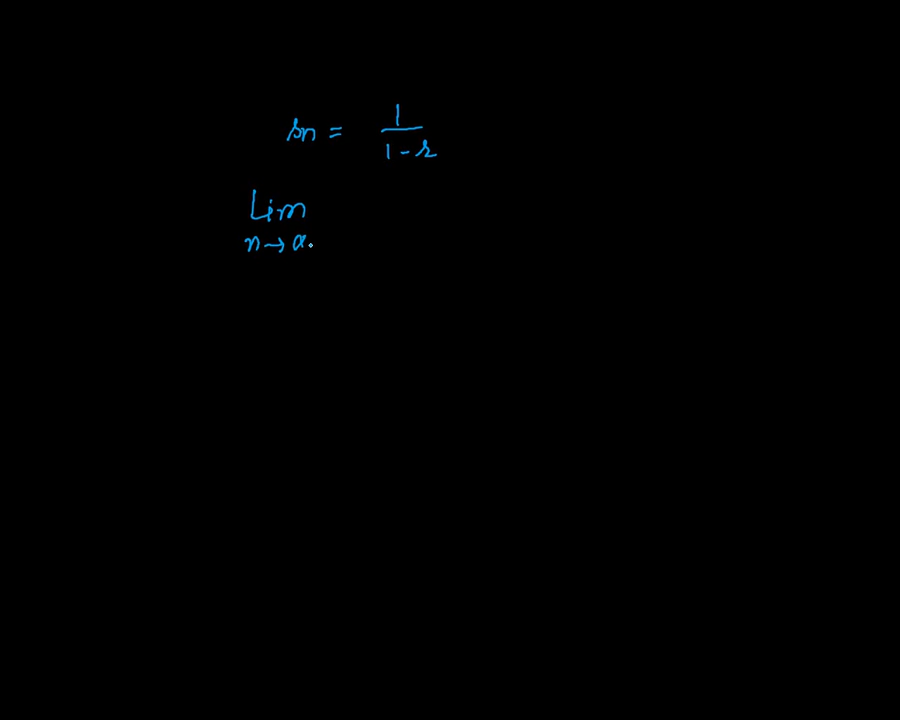 sn = 1/(1-r)
Lim
n→α.